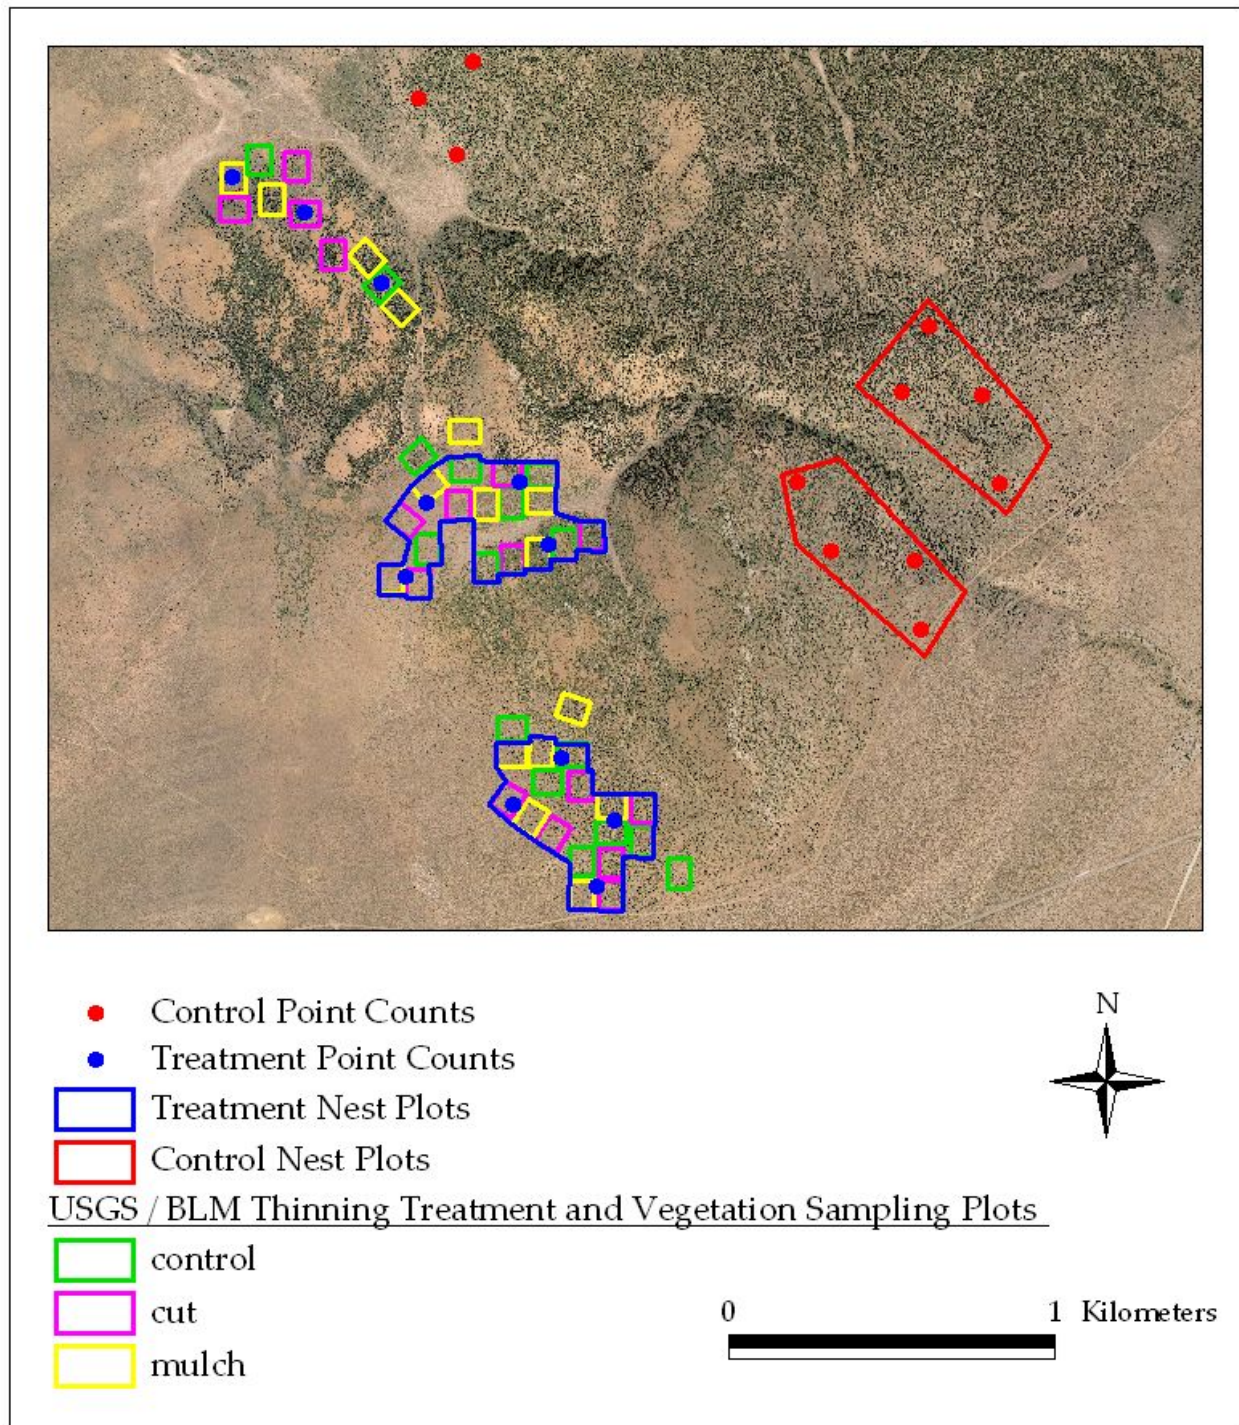 Control Point Counts
N
Treatment Point Counts
Treatment Nest Plots
Control Nest Plots
USGS / BLM Thinning Treatment and Vegetation Sampling Plots
control
cut
0 1 Kilometers
mulch